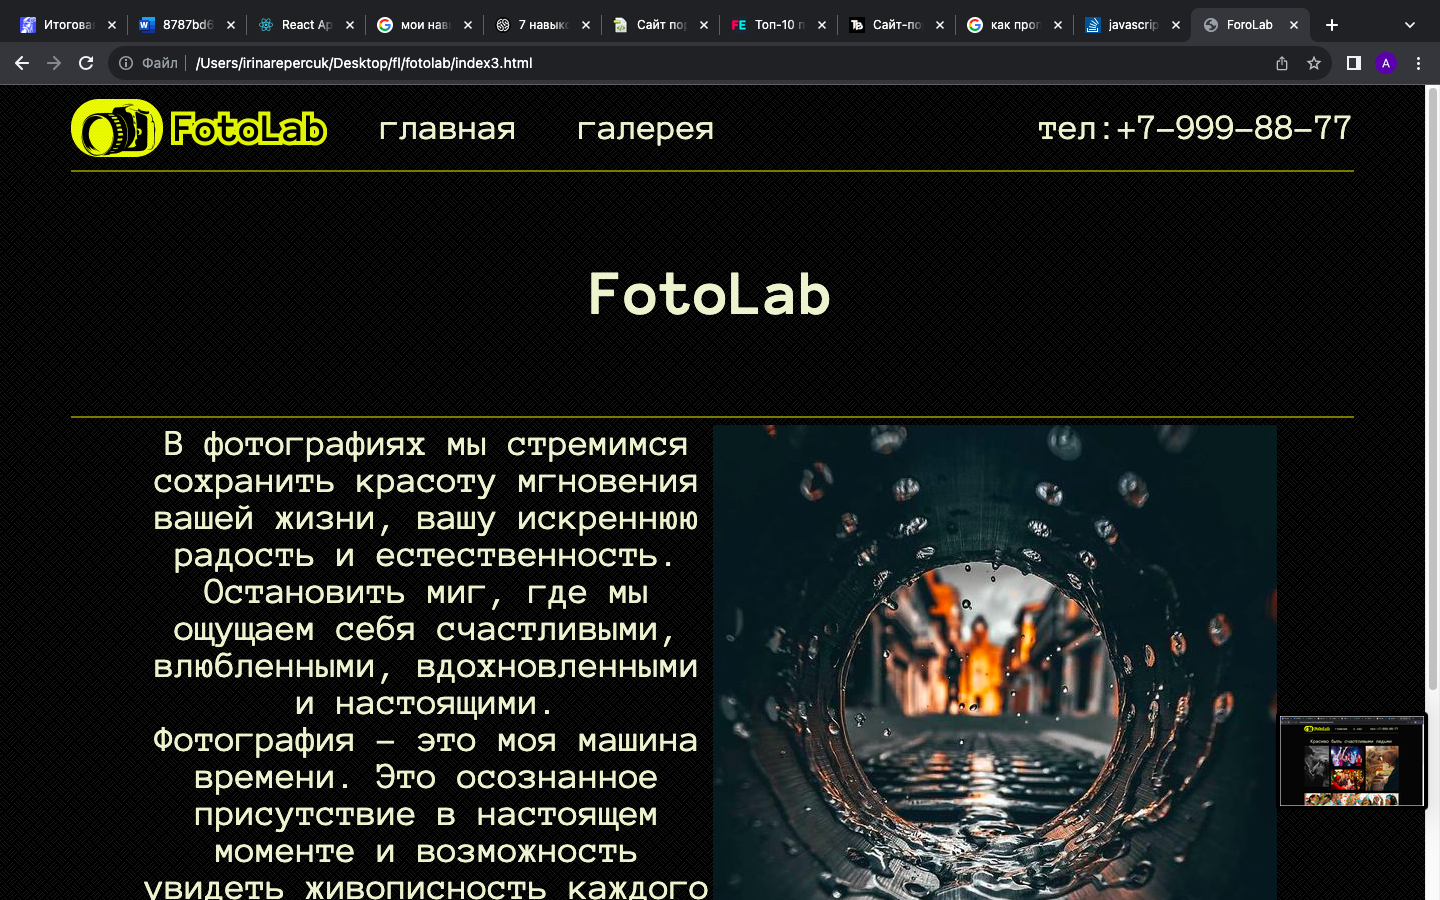 Итогова
8787bd6
React Ap
мои нав
7 навык
Сайт по
Топ-10 п
Сайт-по
как про
javascrip
ForoLab
Файл
/Users/irinarepercuk/Desktop/fl/fotolab/index3.html
A
FotoLab
главная
галерея
тел:+7-999-88-77
FotoLab
В фотографиях мы стремимся
сохранить красоту мгновения
вашей жизни, вашу искреннюю
радость и естественность.
Остановить миг, где мы
ощущаем себя счастливыми,
влюбленными, вдохновленными
и настоящими.
Фотография – это моя машина
времени. Это осознанное
присутствие в настоящем
моменте и возможность
увидеть живописность каждого